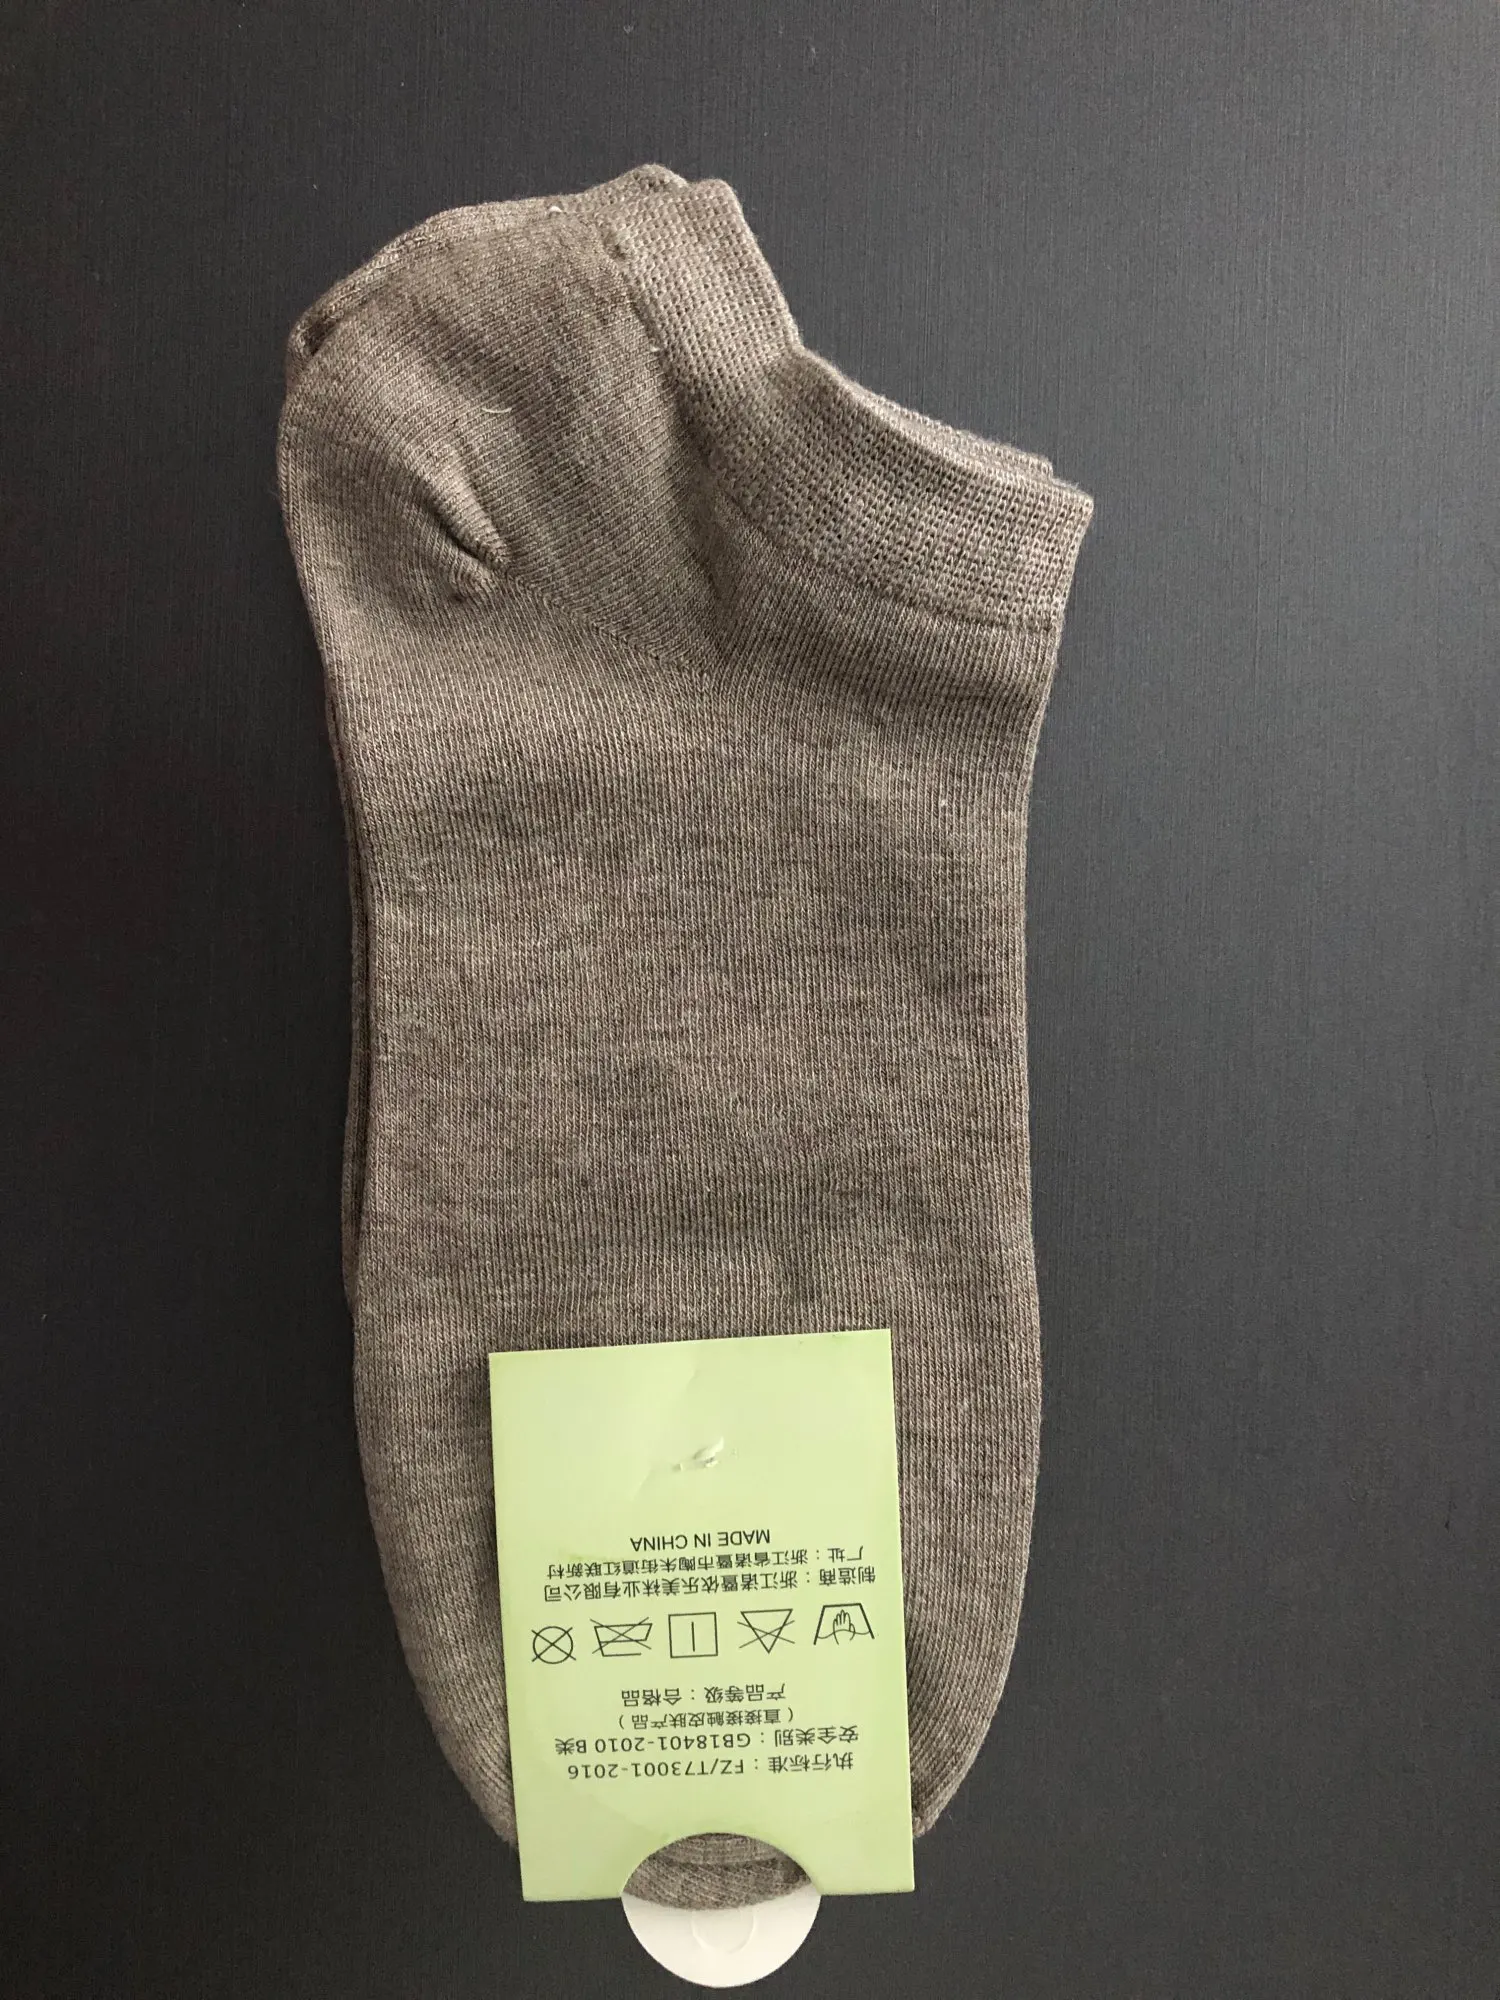 执行标准：FZ/T73001-2016
安全类别：GB18401-2010 B类
（直接接触皮肤产品）
产品等级：合格品
制造商：浙江诸暨依乐美袜业有限公司
厂址：浙江省诸暨市陶朱街道红联新村
MADE IN CHINA